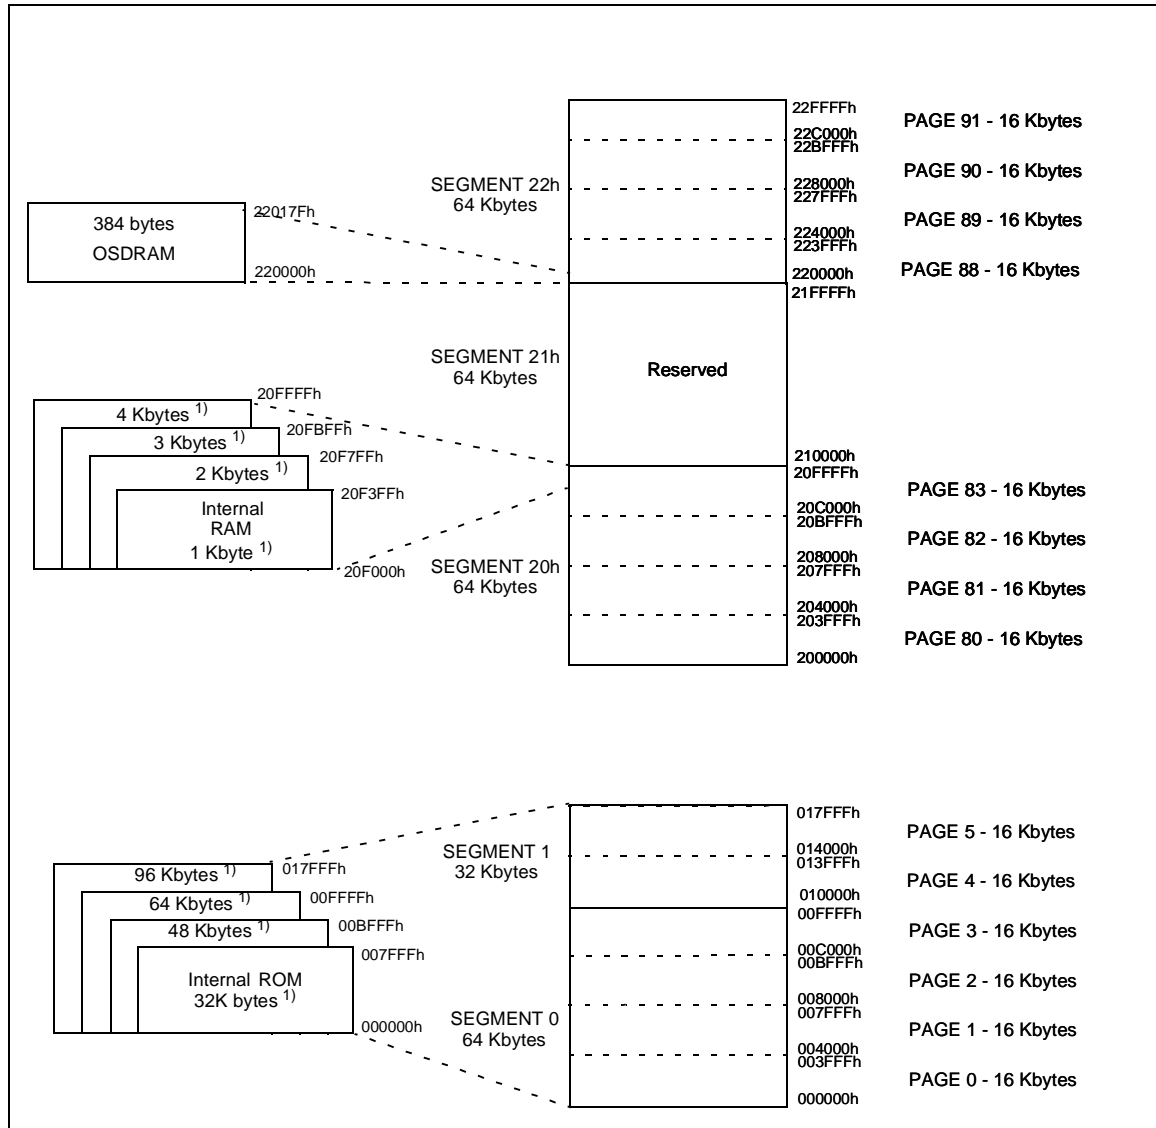 22FFFFh
PAGE 91 - 16 Kbytes
22C000h
22BFFFh
PAGE 90 - 16 Kbytes
SEGMENT 22h
64 Kbytes
228000h
227FFFh
PAGE 89 - 16 Kbytes
224000h
223FFFh
PAGE 88 - 16 Kbytes
220000h
22017Fh
384 bytes
OSDRAM
220000h
21FFFFh
SEGMENT 21h
64 Kbytes
Reserved
210000h
20FFFFh
20FFFFh
4 Kbytes 1)
20FBFFh
3 Kbytes 1)
20F7FFh
2 Kbytes 1)
20F3FFh
Internal
RAM
1 Kbyte 1)
20F000h
SEGMENT 20h
64 Kbytes
PAGE 83 - 16 Kbytes
20C000h
20BFFFh
PAGE 82 - 16 Kbytes
208000h
207FFFh
PAGE 81 - 16 Kbytes
204000h
203FFFh
PAGE 80 - 16 Kbytes
200000h
017FFFh
PAGE 5 - 16 Kbytes
SEGMENT 1
32 Kbytes
014000h
013FFFh
PAGE 4 - 16 Kbytes
010000h
00FFFFh
017FFFh
96 Kbytes 1)
00FFFFh
64 Kbytes 1)
00BFFFh
48 Kbytes 1)
007FFFh
Internal ROM
32K bytes 1)
000000h
PAGE 3 - 16 Kbytes
00C000h
00BFFFh
PAGE 2 - 16 Kbytes
008000h
007FFFh
SEGMENT 0
64 Kbytes
PAGE 1 - 16 Kbytes
004000h
003FFFh
PAGE 0 - 16 Kbytes
000000h